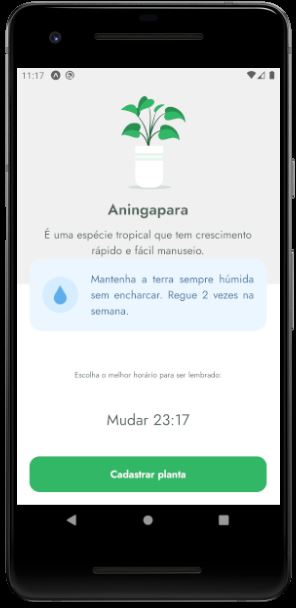 11:17
Aningapara
É uma espécie tropical que tem crescimento
rápido e fácil manuseio.
Mantenha a terra sempre húmida
sem encharcar. Regue 2 vezes na
semana.
Escolha o melhor horário para ser lembrado:
Mudar 23:17
Cadastrar planta